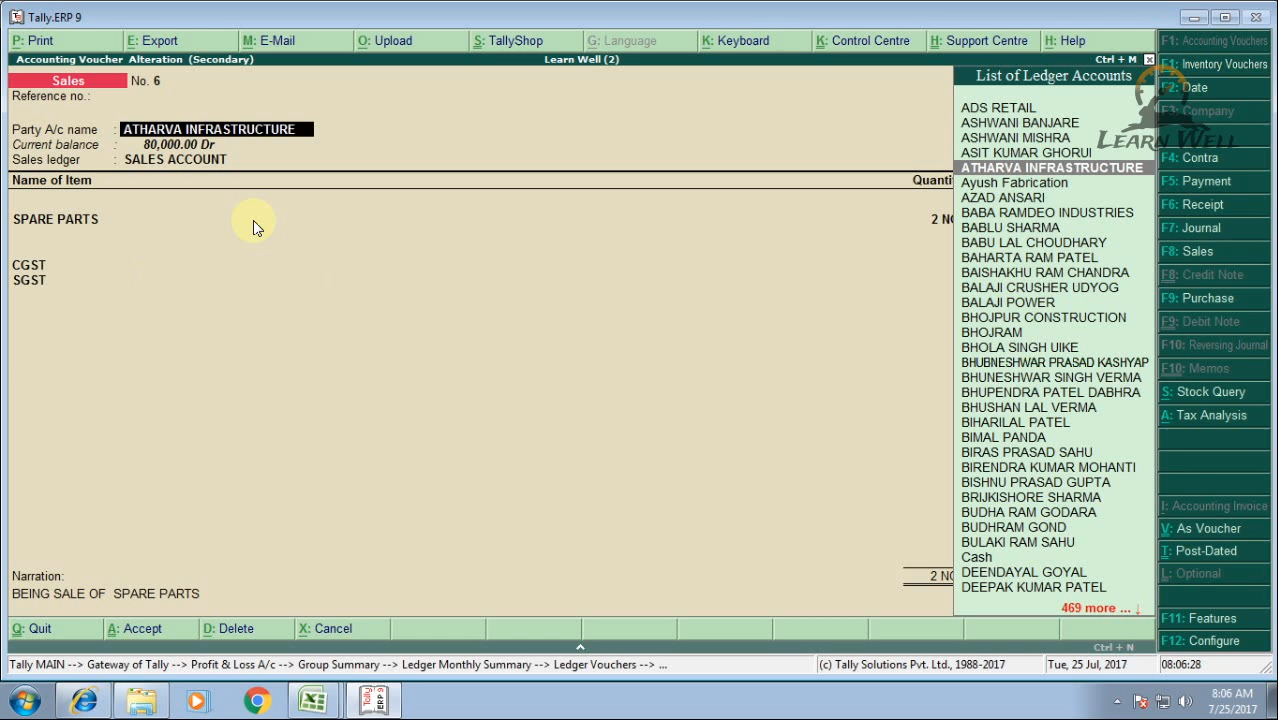 Tally.ERP 9
P: Print E: Export M: E-Mail O: Upload S: TallyShop G: Language K: Keyboard K: Control Centre H: Support Centre H: Help
Accounting Voucher Alteration (Secondary) Learn Well (2) Ctrl + M
Sales No. 6
Reference no.:
Party A/c name : ATHARVA INFRASTRUCTURE
Current balance : 80,000.00 Dr
Sales ledger : SALES ACCOUNT
Name of Item Quanti
SPARE PARTS 2 NO
CGST
SGST
Narration: 2 NO
BEING SALE OF SPARE PARTS
List of Ledger Accounts
ADS RETAIL
ASHWANI BANJARE
ASHWANI MISHRA
ASIT KUMAR GHORUI
ATHARVA INFRASTRUCTURE
Ayush Fabrication
AZAD ANSARI
BABA RAMDEO INDUSTRIES
BABLU SHARMA
BABU LAL CHOUDHARY
BAHARTA RAM PATEL
BAISHAKHU RAM CHANDRA
BALAJI CRUSHER UDYOG
BALAJI POWER
BHOJPUR CONSTRUCTION
BHOJRAM
BHOLA SINGH UIKE
BHUBNESHWAR PRASAD KASHYAP
BHUNESHWAR SINGH VERMA
BHUPENDRA PATEL DABHRA
BHUSHAN LAL VERMA
BIHARILAL PATEL
BIMAL PANDA
BIRAS PRASAD SAHU
BIRENDRA KUMAR MOHANTI
BISHNU PRASAD GUPTA
BRIJKISHORE SHARMA
BUDHA RAM GODARA
BUDHRAM GOND
BULAKI RAM SAHU
Cash
DEENDAYAL GOYAL
DEEPAK KUMAR PATEL
469 more ... ↓
F1: Accounting Vouchers
F1: Inventory Vouchers
F2: Date
F3: Company
LEARN WELL
F4: Contra
F5: Payment
F6: Receipt
F7: Journal
F8: Sales
F8: Credit Note
F9: Purchase
F9: Debit Note
F10: Reversing Journal
F10: Memos
S: Stock Query
A: Tax Analysis
I: Accounting Invoice
V: As Voucher
T: Post-Dated
L: Optional
F11: Features
F12: Configure
Q: Quit A: Accept D: Delete X: Cancel
Ctrl + N
Tally MAIN --> Gateway of Tally --> Profit & Loss A/c --> Group Summary --> Ledger Monthly Summary --> Ledger Vouchers --> ... (c) Tally Solutions Pvt. Ltd., 1988-2017 Tue, 25 Jul, 2017 08:06:28
Tally ERP 9
8:06 AM
7/25/2017